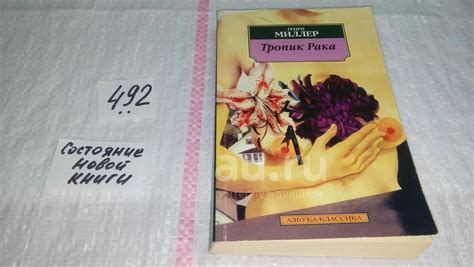 492
Состояние
новой
книги
ГЕНРИ
МИЛЛЕР
Тропик Рака
au.ru
АЗБУКА-КЛАССИКА